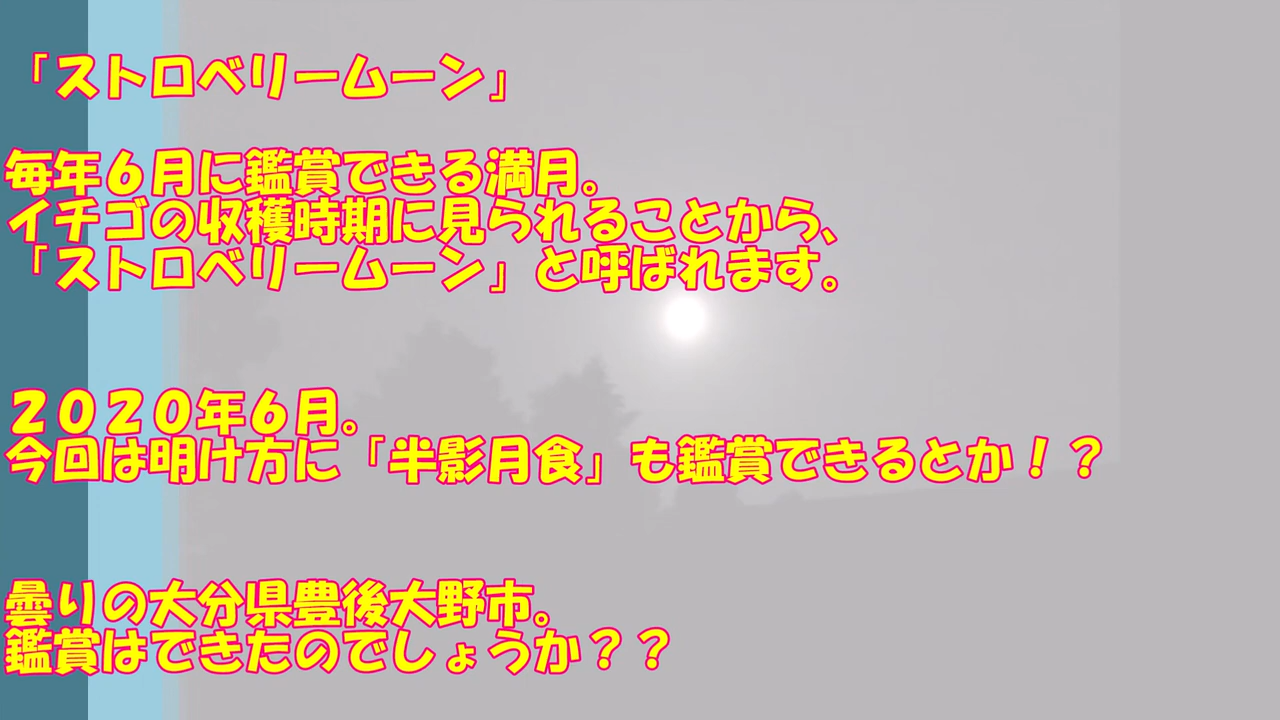 「ストロベリームーン」
毎年６月に鑑賞できる満月。
イチゴの収穫時期に見られることから、
「ストロベリームーン」と呼ばれます。
２０２０年６月。
今回は明け方に「半影月食」も鑑賞できるとか！？
曇りの大分県豊後大野市。
鑑賞はできたのでしょうか？？